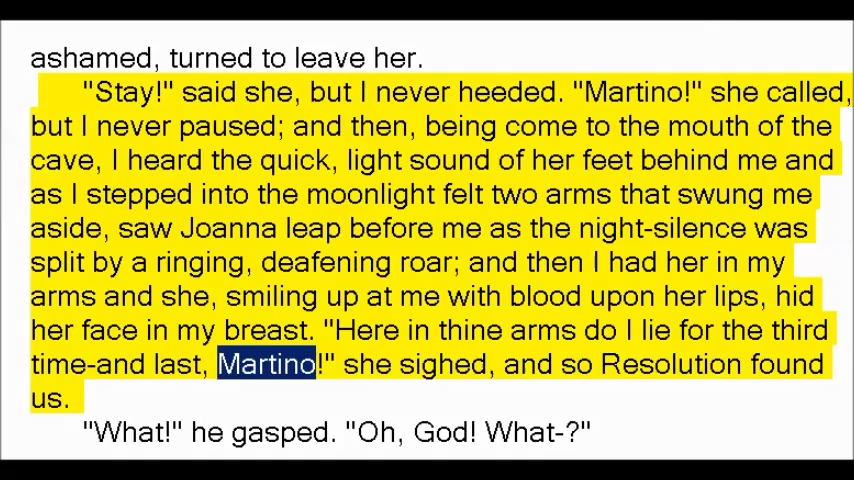 ashamed, turned to leave her.
"Stay!" said she, but I never heeded. "Martino!" she called,
but I never paused; and then, being come to the mouth of the
cave, I heard the quick, light sound of her feet behind me and
as I stepped into the moonlight felt two arms that swung me
aside, saw Joanna leap before me as the night-silence was
split by a ringing, deafening roar; and then I had her in my
arms and she, smiling up at me with blood upon her lips, hid
her face in my breast. "Here in thine arms do I lie for the third
time-and last, Martino!" she sighed, and so Resolution found
us.
"What!" he gasped. "Oh, God! What-?"